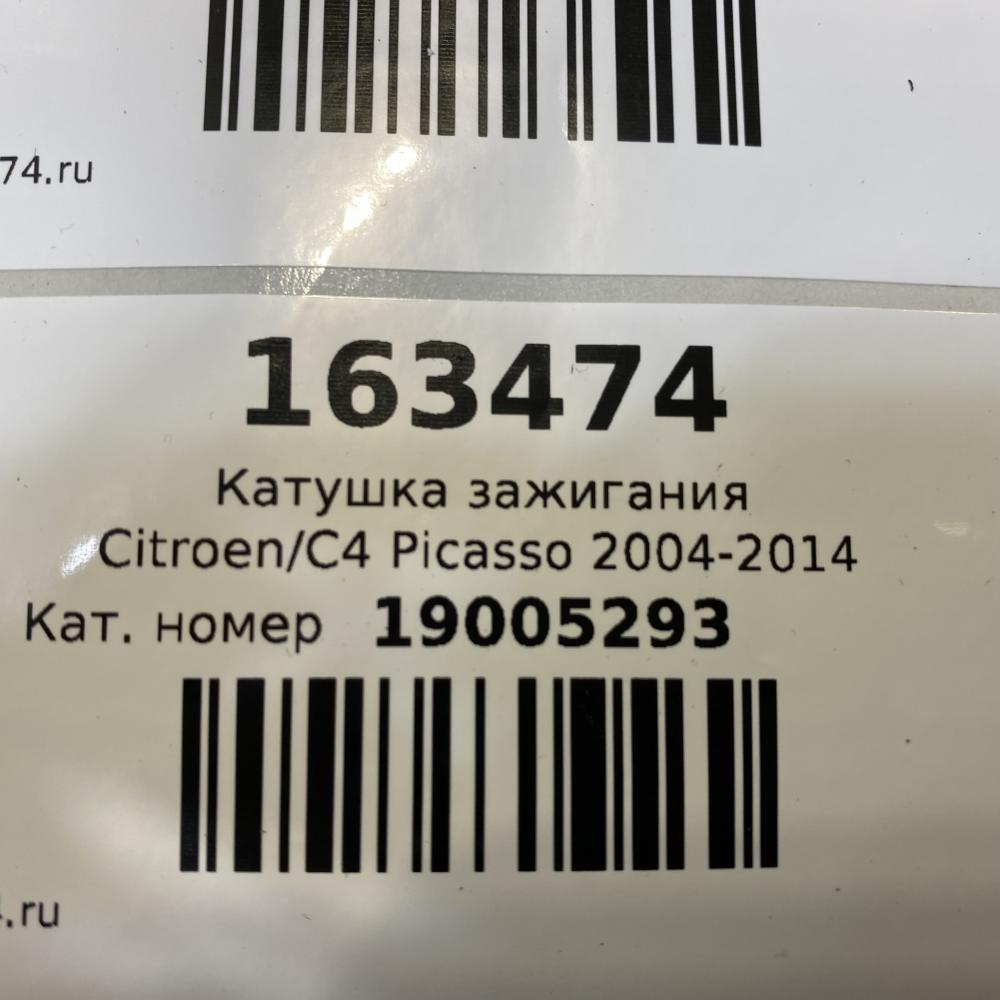 74.ru
163474
Катушка зажигания
Citroen/C4 Picasso 2004-2014
Кат. номер 19005293
.ru